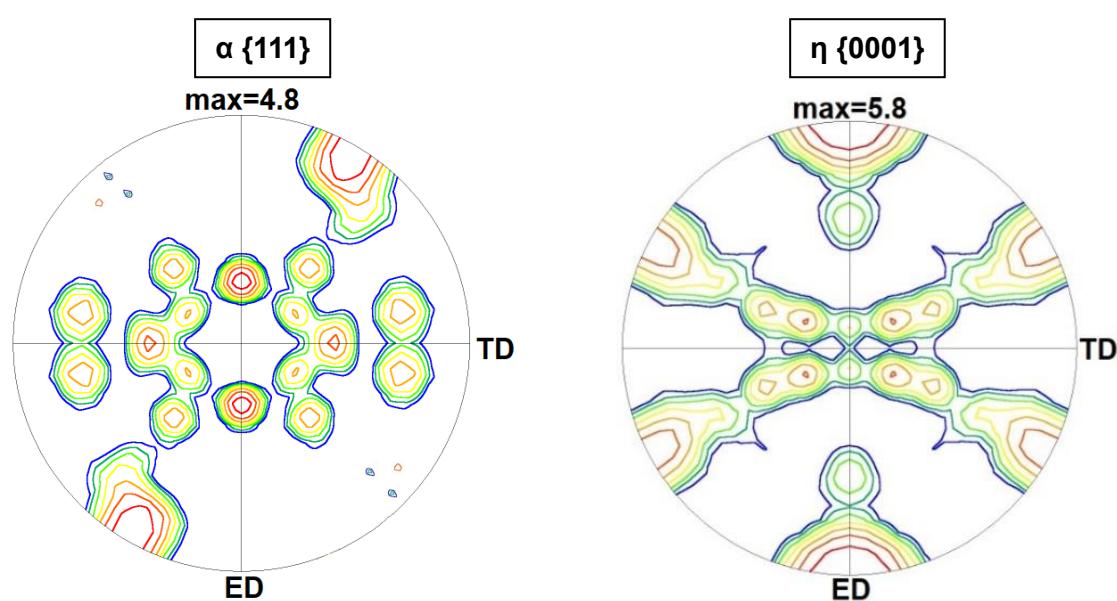 α {111}
max=4.8
TD
ED
η {0001}
max=5.8
TD
ED